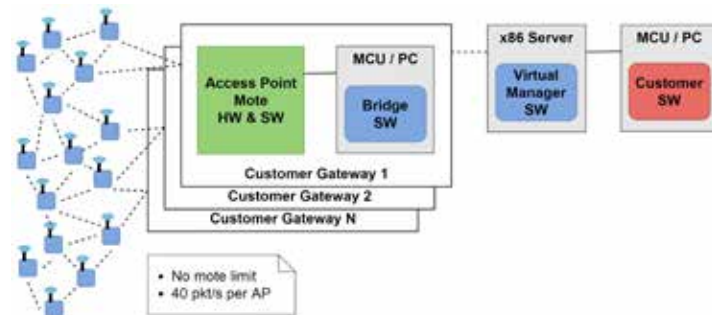 Access Point
Mote
HW & SW
MCU / PC
Bridge
SW
Customer Gateway 1
Customer Gateway 2
Customer Gateway N
x86 Server
Virtual
Manager
SW
MCU / PC
Customer
SW
• No mote limit
• 40 pkt/s per AP